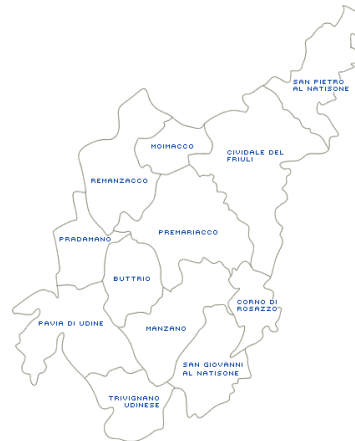 SAN PIETRO
AL NATISONE
MOIMACCO
CIVIDALE DEL
FRIULI
REMANZACCO
PREMARIACCO
PRADAMANO
BUTTRIO
CORNO DI
ROSAZZO
PAVIA DI UDINE
MANZANO
SAN GIOVANNI
AL NATISONE
TRIVIGNANO
UDINESE